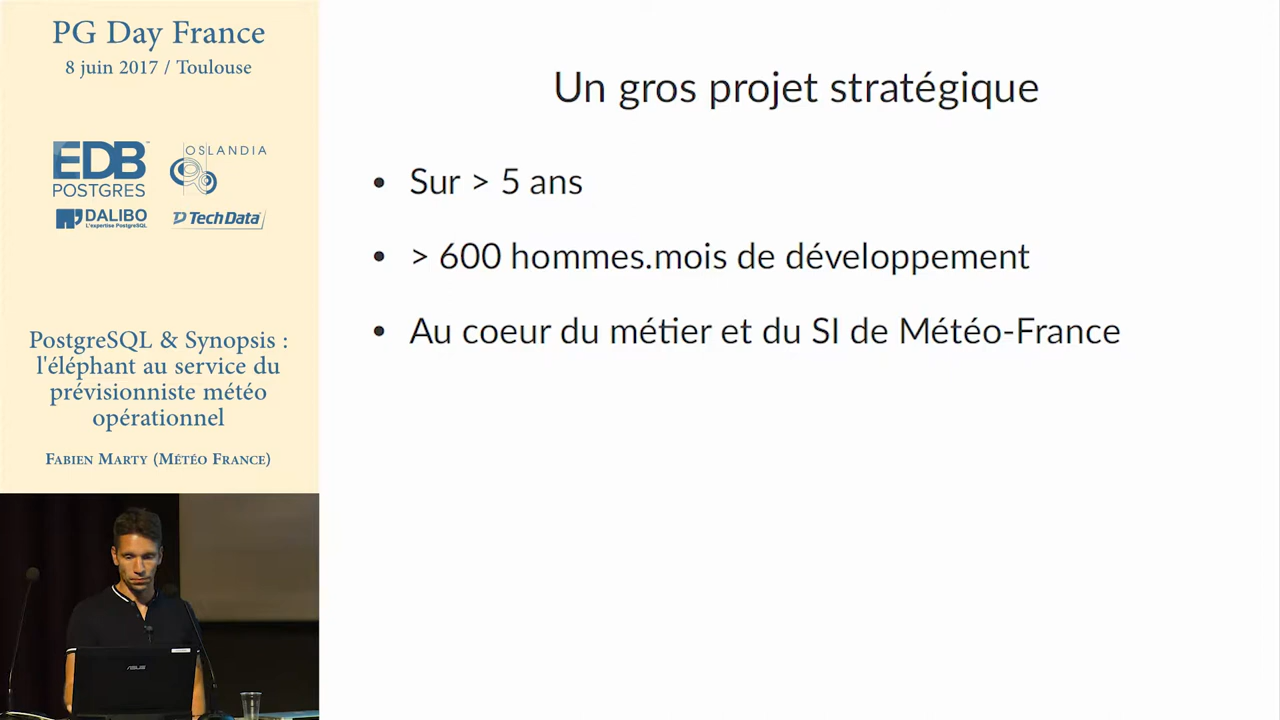 PG Day France
8 juin 2017 / Toulouse
EDB
POSTGRES
OSLANDIA
DALIBO
L'expertise PostgreSQL
TechData
PostgreSQL & Synopsis :
l'éléphant au service du
prévisionniste météo
opérationnel
Fabien Marty (Météo France)
Un gros projet stratégique
• Sur > 5 ans
• > 600 hommes.mois de développement
• Au coeur du métier et du SI de Météo-France
ASUS